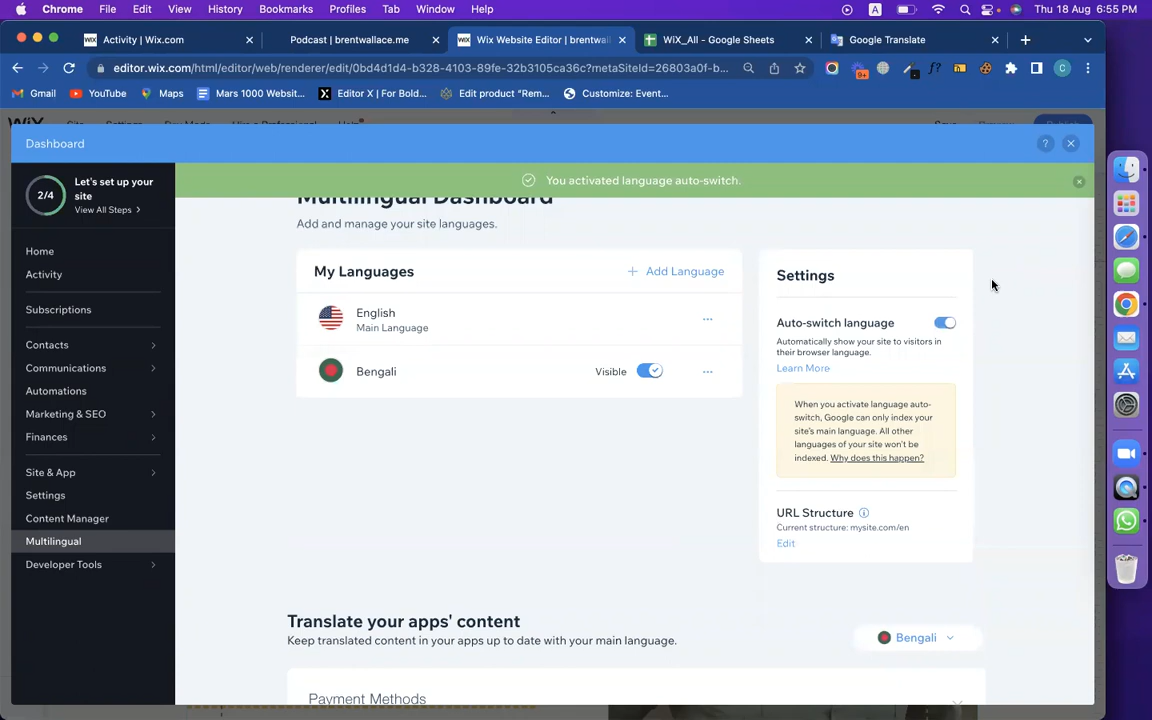 Chrome File Edit View History Bookmarks Profiles Tab Window Help
A
Thu 18 Aug 6:55 PM
WIX Activity | Wix.com
Podcast | brentwallace.me
WIX Wix Website Editor | brentwall
WiX_All - Google Sheets
Google Translate
editor.wix.com/html/editor/web/renderer/edit/0bd4d1d4-b328-4103-89fe-32b3105ca36c?metaSiteId=26803a0f-b...
9+
f?
C
Gmail
YouTube
Maps
Mars 1000 Websit...
Editor X | For Bold...
Edit product "Rem...
Customize: Event...
Dashboard
?
2/4
Let's set up your
site
View All Steps
You activated language auto-switch.
Home
Activity
Subscriptions
Contacts
Communications
Automations
Marketing & SEO
Finances
Site & App
Settings
Content Manager
Multilingual
Developer Tools
Multilingual Dashboard
Add and manage your site languages.
My Languages
Add Language
English
Main Language
Bengali
Visible
Settings
Auto-switch language
Automatically show your site to visitors in
their browser language.
Learn More
When you activate language auto-
switch, Google can only index your
site's main language. All other
languages of your site won't be
indexed. Why does this happen?
URL Structure
Current structure: mysite.com/en
Edit
Translate your apps' content
Keep translated content in your apps up to date with your main language.
Bengali
Payment Methods